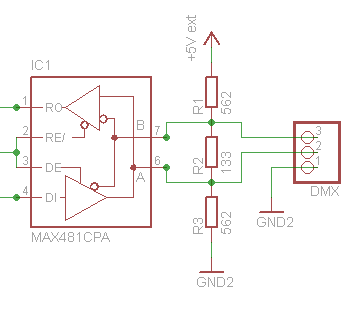 +5V ext
IC1
R1
562
1
RO
B
7
3
2
RE/
R2
133
2
3
DE
A
6
1
4
DI
DMX
R3
562
GND2
MAX481CPA
GND2